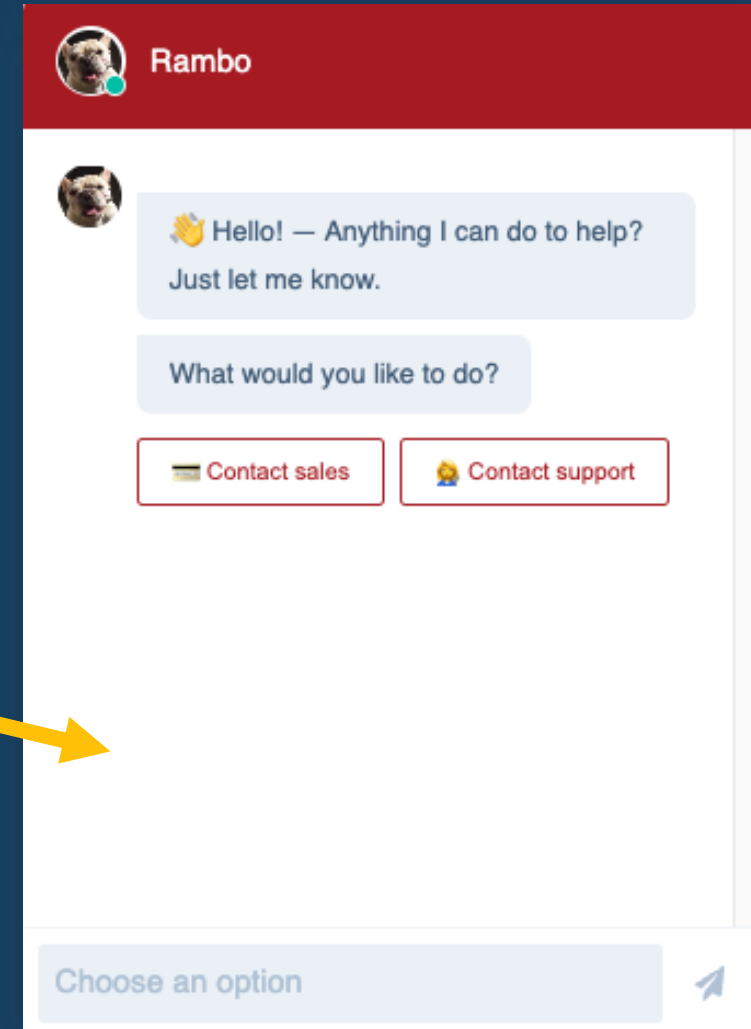 Rambo
👋 Hello! — Anything I can do to help?
Just let me know.
What would you like to do?
💳 Contact sales
🙋‍♀️ Contact support
Choose an option